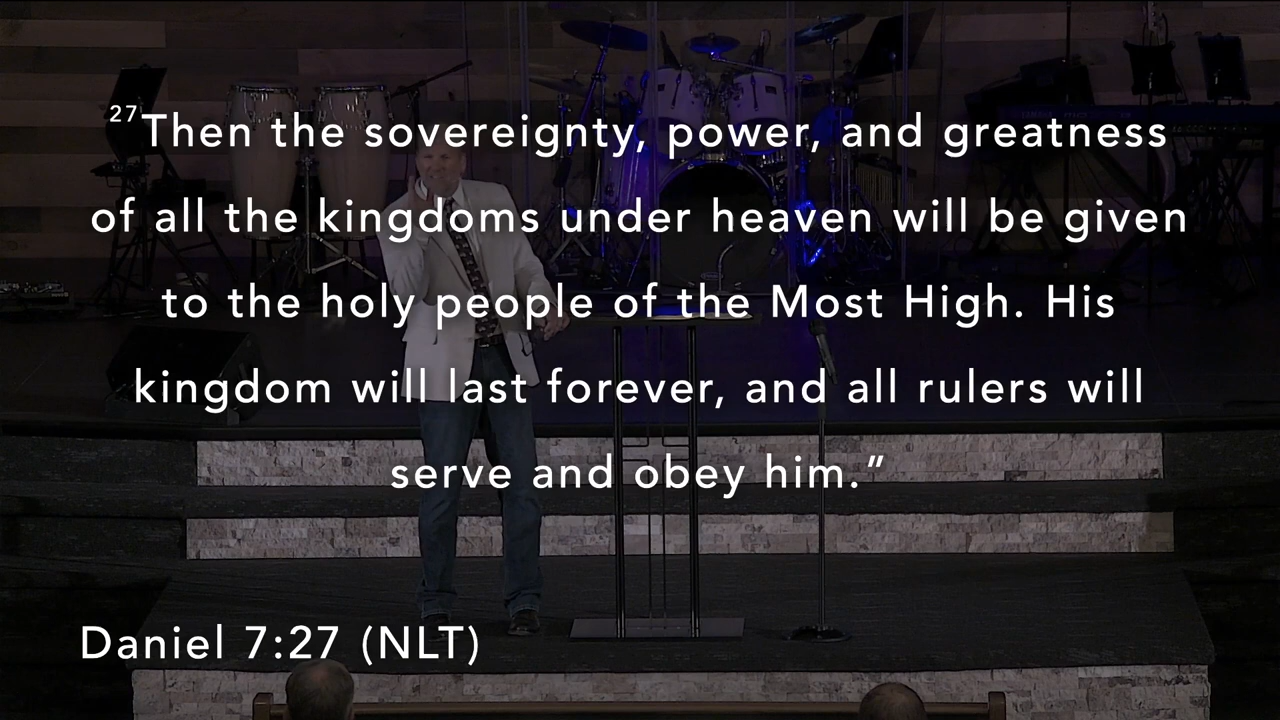 27Then the sovereignty, power, and greatness
of all the kingdoms under heaven will be given
to the holy people of the Most High. His
kingdom will last forever, and all rulers will
serve and obey him.”
Daniel 7:27 (NLT)